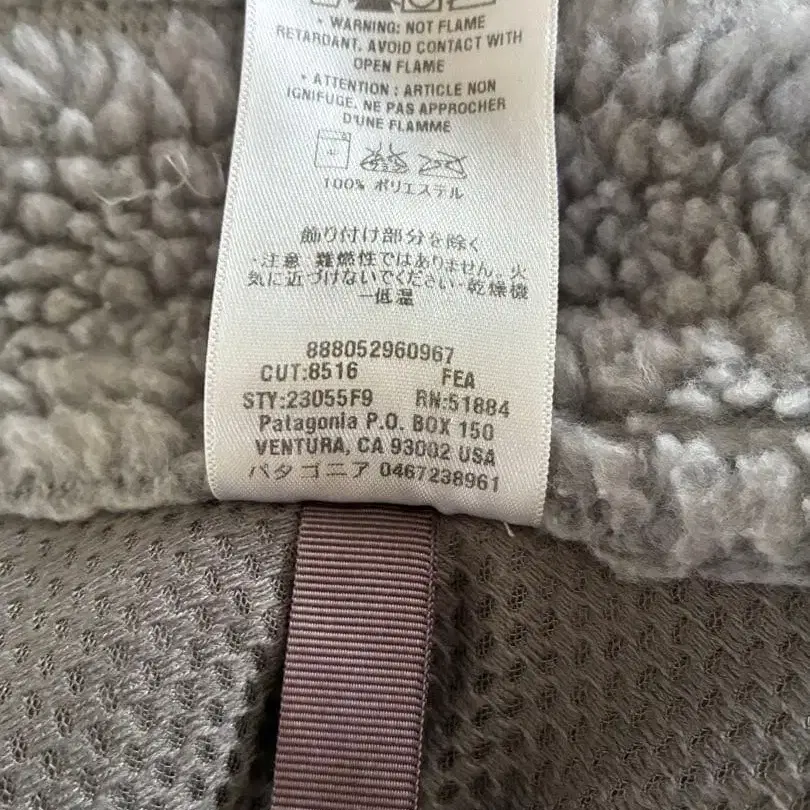 • WARNING: NOT FLAME
RETARDANT. AVOID CONTACT WITH
OPEN FLAME
• ATTENTION : ARTICLE NON
IGNIFUGE. NE PAS APPROCHER
D'UNE FLAMME
100% ポリエステル
飾り付け部分を除く
・注意 難燃性ではありません。火
気に近づけないでください・乾燥機
ー低温
888052960967
CUT:8516 FEA
STY:23055F9 RN:51884
Patagonia P.O. BOX 150
VENTURA, CA 93002 USA
パタゴニア 0467238961